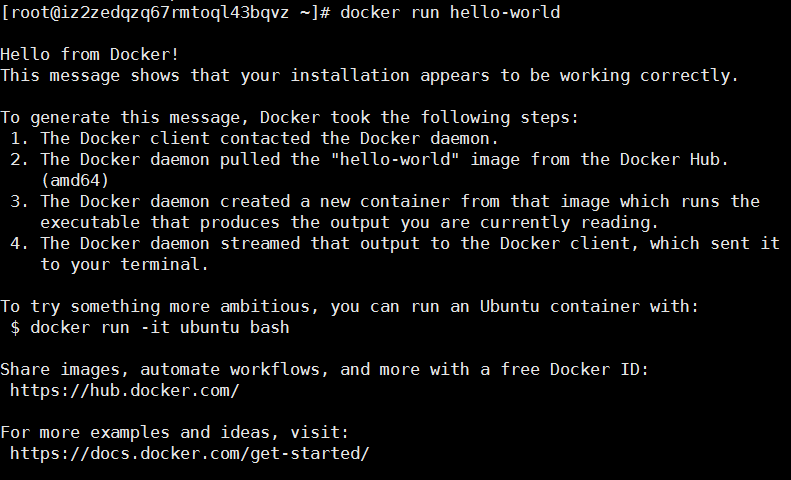 [root@iz2zedqzq67rmtoql43bqvz ~]# docker run hello-world
Hello from Docker!
This message shows that your installation appears to be working correctly.
To generate this message, Docker took the following steps:
1. The Docker client contacted the Docker daemon.
2. The Docker daemon pulled the "hello-world" image from the Docker Hub.
(amd64)
3. The Docker daemon created a new container from that image which runs the
executable that produces the output you are currently reading.
4. The Docker daemon streamed that output to the Docker client, which sent it
to your terminal.
To try something more ambitious, you can run an Ubuntu container with:
$ docker run -it ubuntu bash
Share images, automate workflows, and more with a free Docker ID:
https://hub.docker.com/
For more examples and ideas, visit:
https://docs.docker.com/get-started/